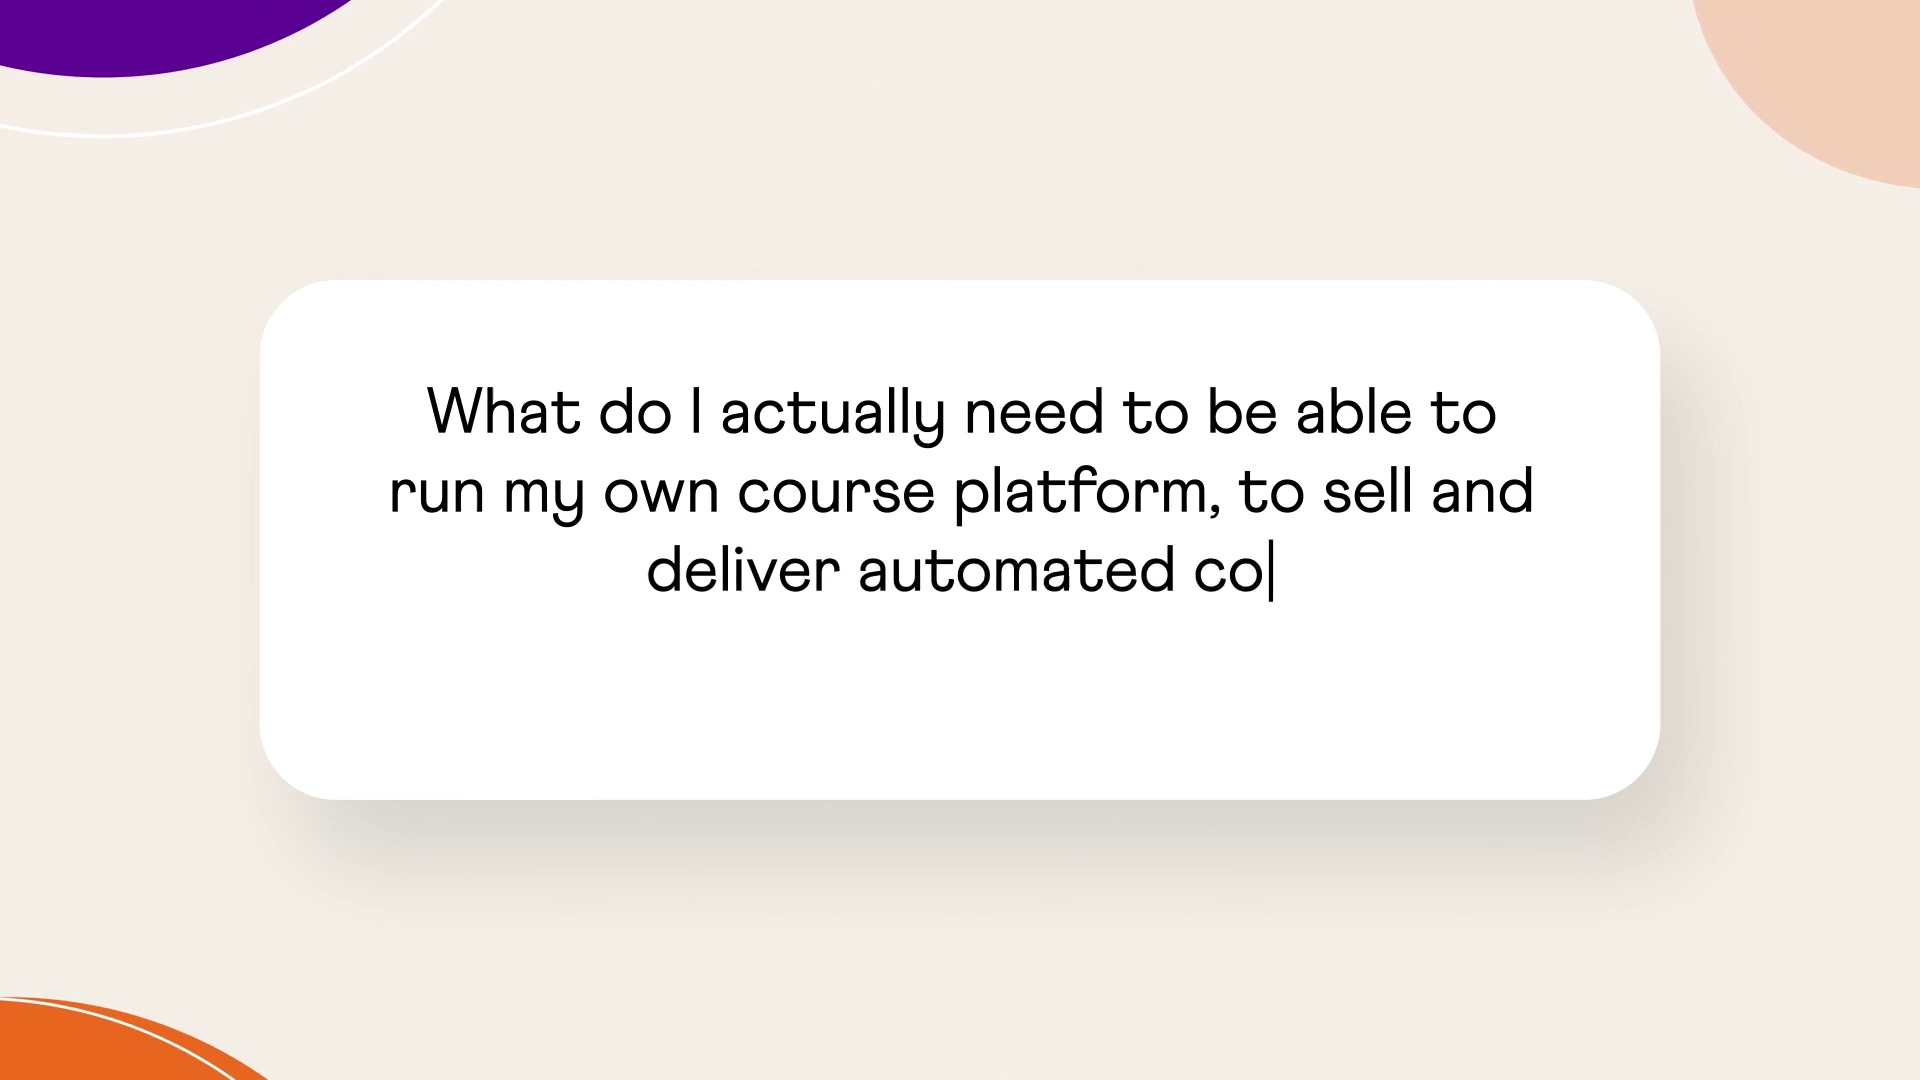 What do I actually need to be able to
run my own course platform, to sell and
deliver automated co